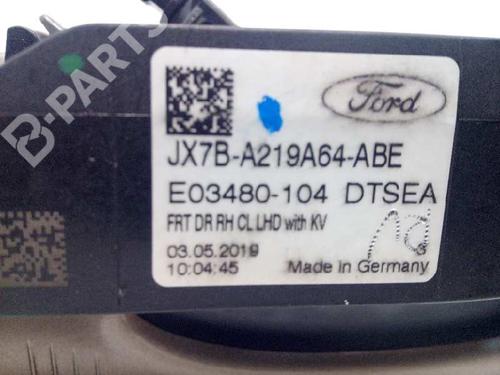 B-PARTS
Ford
JX7B-A219A64-ABE
E03480-104 DTSEA
FRT DR RH CL LHD with KV
03.05.2019
10:04:45 Made in Germany